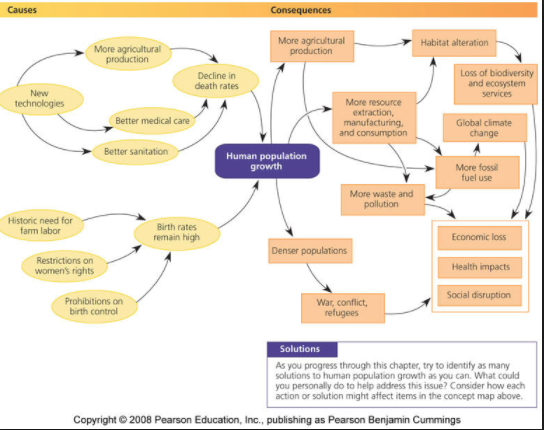 Causes
Consequences
More agricultural
production
New
technologies
Decline in
death rates
Better medical care
Better sanitation
Human population
growth
Historic need for
farm labor
Birth rates
remain high
Restrictions on
women's rights
Prohibitions on
birth control
More agricultural
production
Habitat alteration
Loss of biodiversity
and ecosystem
services
More resource
extraction,
manufacturing,
and consumption
Global climate
change
More fossil
fuel use
More waste and
pollution
Denser populations
War, conflict,
refugees
Economic loss
Health impacts
Social disruption
Solutions
As you progress through this chapter, try to identify as many
solutions to human population growth as you can. What could
you personally do to help address this issue? Consider how each
action or solution might affect items in the concept map above.
Copyright © 2008 Pearson Education, Inc., publishing as Pearson Benjamin Cummings